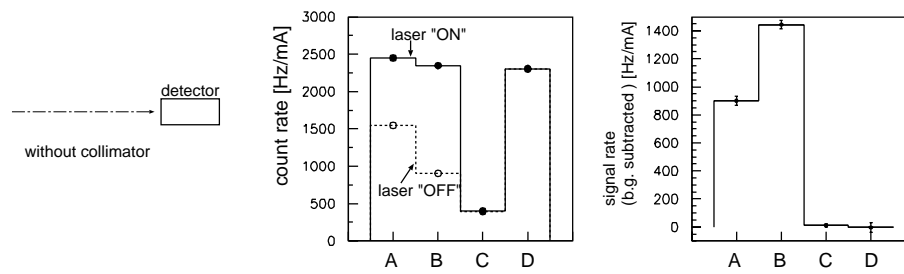 detector
without collimator
count rate [Hz/mA]
3000
2500
2000
1500
1000
500
0
laser "ON"
laser "OFF"
A B C D
signal rate
(b.g. subtracted ) [Hz/mA]
1400
1200
1000
800
600
400
200
0
A B C D